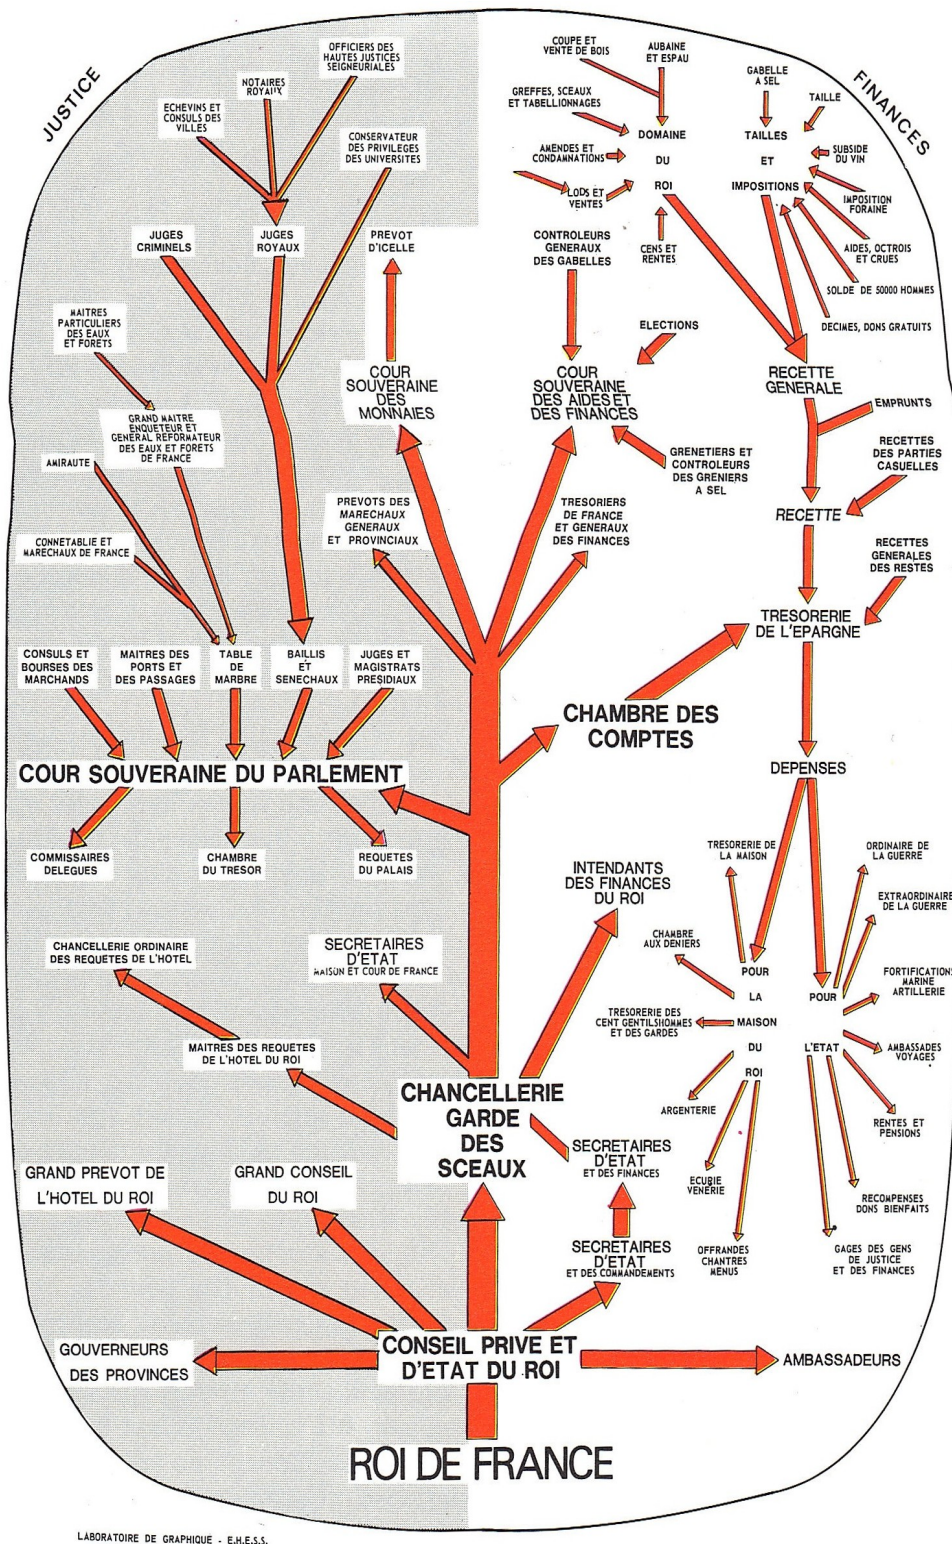 JUSTICE
FINANCES
OFFICIERS DES
HAUTES JUSTICES
SEIGNEURIALES
NOTAIRES
ROYAUX
ECHEVINS ET
CONSULS DES
VILLES
CONSERVATEUR
DES PRIVILEGES
DES UNIVERSITES
JUGES
CRIMINELS
JUGES
ROYAUX
PREVOT
D'ICELLE
MAITRES
PARTICULIERS
DES EAUX
ET FORETS
COUR
SOUVERAINE
DES
MONNAIES
GRAND MAITRE
ENQUETEUR ET
GENERAL REFORMATEUR
DES EAUX ET FORETS
DE FRANCE
AMIRAUTE
CONNETABLIE ET
MARECHAUX DE FRANCE
PREVOTS DES
MARECHAUX
GENERAUX
ET PROVINCIAUX
CONSULS ET
BOURSES DES
MARCHANDS
MAITRES DES
PORTS ET
DES PASSAGES
TABLE
DE
MARBRE
BAILLIS
ET
SENECHAUX
JUGES ET
MAGISTRATS
PRESIDIAUX
COUR SOUVERAINE DU PARLEMENT
COMMISSAIRES
DELEGUES
CHAMBRE
DU TRESOR
REQUETES
DU PALAIS
CHANCELLERIE ORDINAIRE
DES REQUETES DE L'HOTEL
SECRETAIRES
D'ETAT
MAISON ET COUR DE FRANCE
MAITRES DES REQUETES
DE L'HOTEL DU ROI
COUPE ET
VENTE DE BOIS
AUBAINE
ET ESPAU
GREFFES, SCEAUX
ET TABELLIONNAGES
AMENDES ET
CONDAMNATIONS
LODS ET
VENTES
CENS ET
RENTES
DOMAINE
DU
ROI
GABELLE
A SEL
TAILLE
TAILLES
ET
IMPOSITIONS
SUBSIDE
DU VIN
IMPOSITION
FORAINE
AIDES, OCTROIS
ET CRUES
SOLDE DE 50000 HOMMES
DECIMES, DONS GRATUITS
CONTROLEURS
GENERAUX
DES GABELLES
ELECTIONS
COUR
SOUVERAINE
DES AIDES ET
DES FINANCES
GRENETIERS ET
CONTROLEURS
DES GRENIERS
A SEL
RECETTE
GENERALE
EMPRUNTS
RECETTES
DES PARTIES
CASUELLES
RECETTE
RECETTES
GENERALES
DES RESTES
TRESORIERS
DE FRANCE
ET GENERAUX
DES FINANCES
TRESORERIE
DE L'EPARGNE
CHAMBRE DES
COMPTES
DEPENSES
TRESORERIE DE
LA MAISON
ORDINAIRE DE
LA GUERRE
EXTRAORDINAIRE
DE LA GUERRE
INTENDANTS
DES FINANCES
DU ROI
CHAMBRE
AUX DENIERS
POUR
LA
MAISON
DU
ROI
POUR
L'ETAT
FORTIFICATIONS
MARINE
ARTILLERIE
TRESORERIE DES
CENT GENTILSHOMMES
ET DES GARDES
AMBASSADES
VOYAGES
ARGENTERIE
RENTES ET
PENSIONS
ECURIE
VENERIE
RECOMPENSES
DONS BIENFAITS
OFFRANDES
CHANTRES
MENUS
GAGES DES GENS
DE JUSTICE
ET DES FINANCES
CHANCELLERIE
GARDE
DES
SCEAUX
SECRETAIRES
D'ETAT
ET DES FINANCES
GRAND PREVOT DE
L'HOTEL DU ROI
GRAND CONSEIL
DU ROI
SECRETAIRES
D'ETAT
ET DES COMMANDEMENTS
GOUVERNEURS
DES PROVINCES
CONSEIL PRIVE ET
D'ETAT DU ROI
AMBASSADEURS
ROI DE FRANCE
LABORATOIRE DE GRAPHIQUE - E.H.E.S.S.